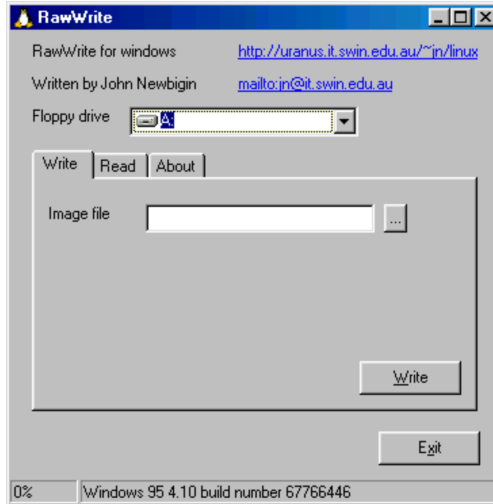 RawWrite
RawWrite for windows http://uranus.it.swin.edu.au/~jn/linux
Written by John Newbigin mailto:jn@it.swin.edu.au
Floppy drive A:
Write Read About
Image file ...
Write
Exit
0% Windows 95 4.10 build number 67766446